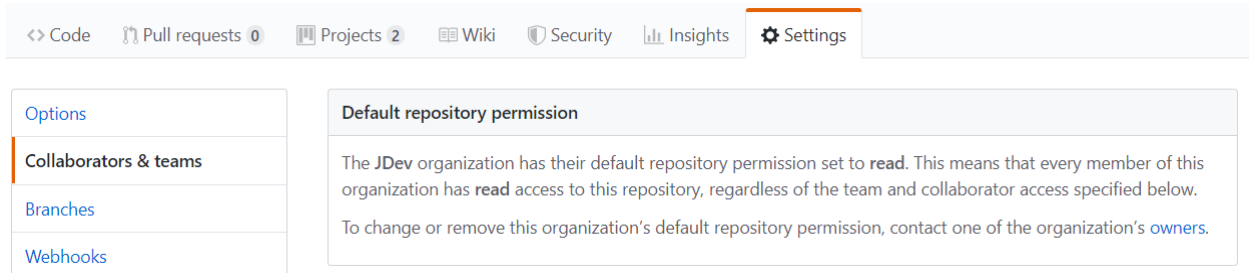 Code Pull requests 0 Projects 2 Wiki Security Insights Settings
Options
Collaborators & teams
Branches
Webhooks
Default repository permission
The JDev organization has their default repository permission set to read. This means that every member of this
organization has read access to this repository, regardless of the team and collaborator access specified below.
To change or remove this organization's default repository permission, contact one of the organization's owners.